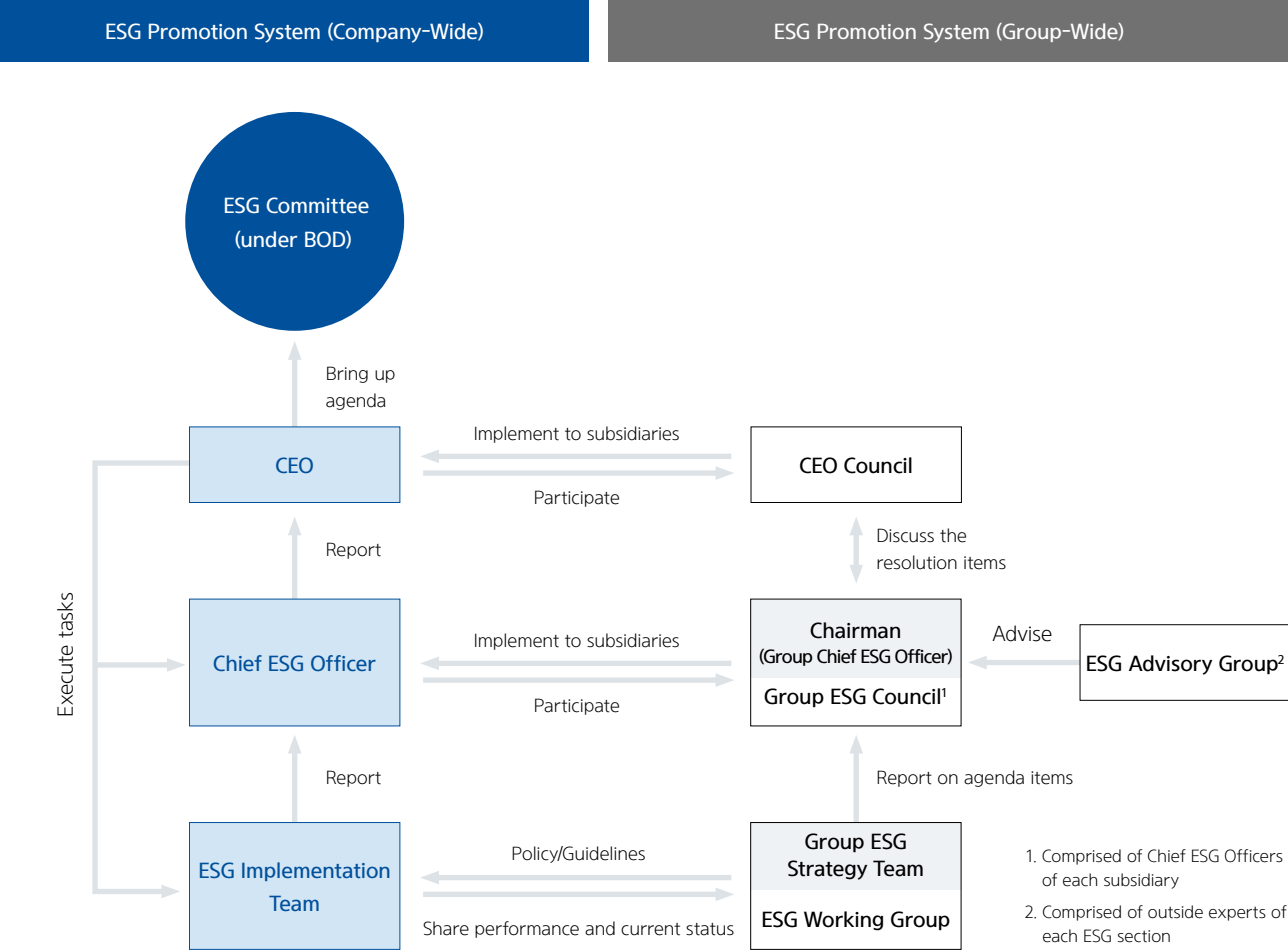 ESG Promotion System (Company-Wide)
ESG Promotion System (Group-Wide)
ESG Committee
(under BOD)
Bring up
agenda
CEO
Implement to subsidiaries
Participate
CEO Council
Report
Discuss the
resolution items
Execute tasks
Chief ESG Officer
Implement to subsidiaries
Participate
Chairman
(Group Chief ESG Officer)
Group ESG Council¹
Advise
ESG Advisory Group²
Report
Report on agenda items
ESG Implementation
Team
Policy/Guidelines
Share performance and current status
Group ESG
Strategy Team
ESG Working Group
1. Comprised of Chief ESG Officers
of each subsidiary
2. Comprised of outside experts of
each ESG section